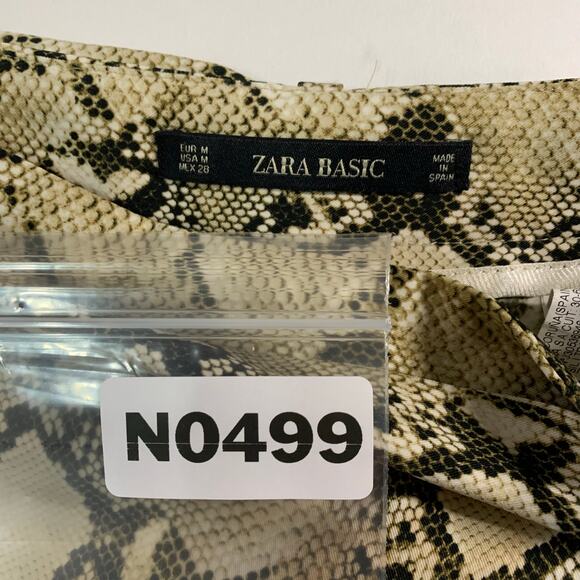 EUR M
USA M
MEX 28
ZARA BASIC
MADE
IN
SPAIN
N0499